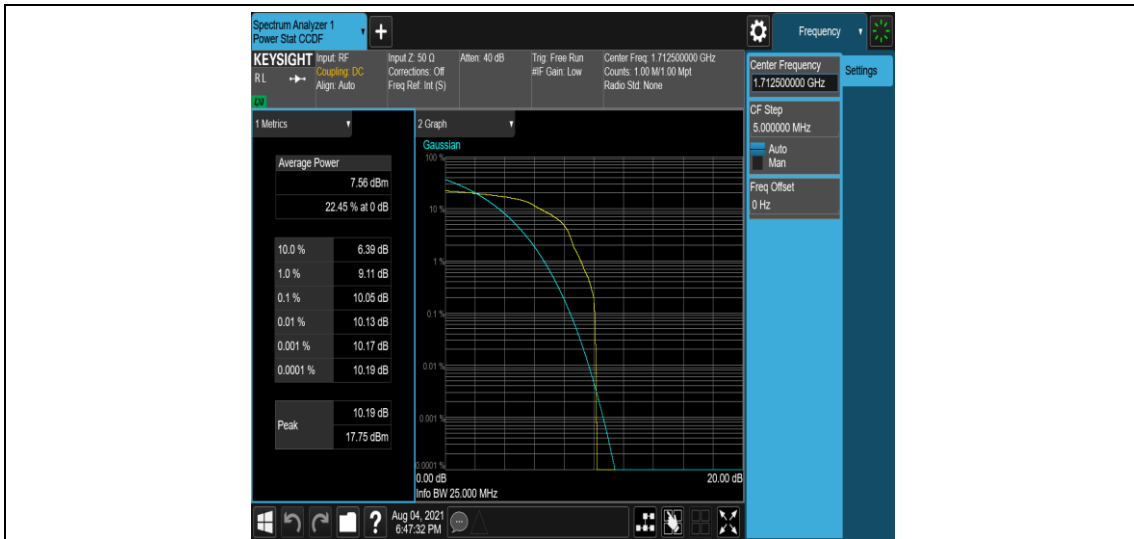 Spectrum Analyzer 1
Power Stat CCDF
Frequency
KEYSIGHT
RL
LM
Input: RF
Coupling: DC
Align: Auto
Input Z: 50 Ω
Corrections: Off
Freq Ref: Int (S)
Atten: 40 dB
Trig: Free Run
#IF Gain: Low
Center Freq: 1.712500000 GHz
Counts: 1.00 M/1.00 Mpt
Radio Std: None
Center Frequency
1.712500000 GHz
Settings
CF Step
5.000000 MHz
Auto
Man
Freq Offset
0 Hz
1 Metrics
Average Power
7.56 dBm
22.45 % at 0 dB
10.0 % 6.39 dB
1.0 % 9.11 dB
0.1 % 10.05 dB
0.01 % 10.13 dB
0.001 % 10.17 dB
0.0001 % 10.19 dB
Peak
10.19 dB
17.75 dBm
2 Graph
Gaussian
100 %
10 %
1 %
0.1 %
0.01 %
0.001 %
0.0001 %
0.00 dB 20.00 dB
Info BW 25.000 MHz
Aug 04, 2021
6:47:32 PM